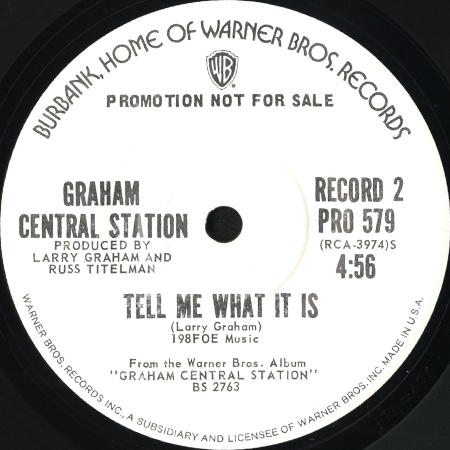 BURBANK, HOME OF WARNER BROS. RECORDS
WB
PROMOTION NOT FOR SALE
GRAHAM
CENTRAL STATION
PRODUCED BY
LARRY GRAHAM AND
RUSS TITELMAN
RECORD 2
PRO 579
(RCA-3974)S
4:56
TELL ME WHAT IT IS
(Larry Graham)
198FOE Music
From the Warner Bros. Album
"GRAHAM CENTRAL STATION"
BS 2763
WARNER BROS. RECORDS INC., A SUBSIDIARY AND LICENSEE OF WARNER BROS. INC. MADE IN U.S.A.